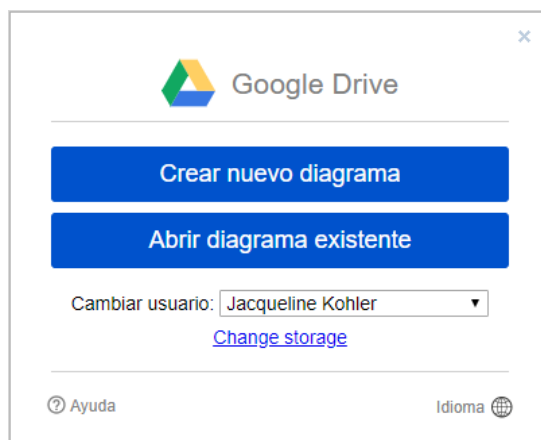 Google Drive
Crear nuevo diagrama
Abrir diagrama existente
Cambiar usuario: Jacqueline Kohler
Change storage
Ayuda Idioma